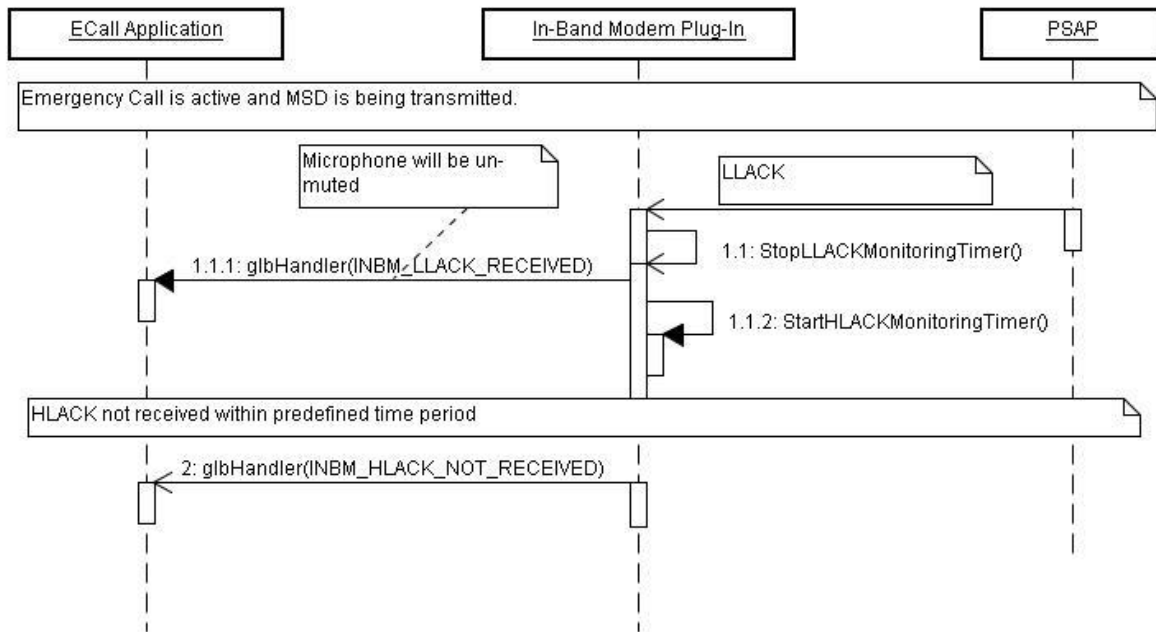 ECall Application
In-Band Modem Plug-In
PSAP
Emergency Call is active and MSD is being transmitted.
Microphone will be un-
muted
LLACK
1.1: StopLLACKMonitoringTimer()
1.1.1: glbHandler(INBM_LLACK_RECEIVED)
1.1.2: StartHLACKMonitoringTimer()
HLACK not received within predefined time period
2: glbHandler(INBM_HLACK_NOT_RECEIVED)